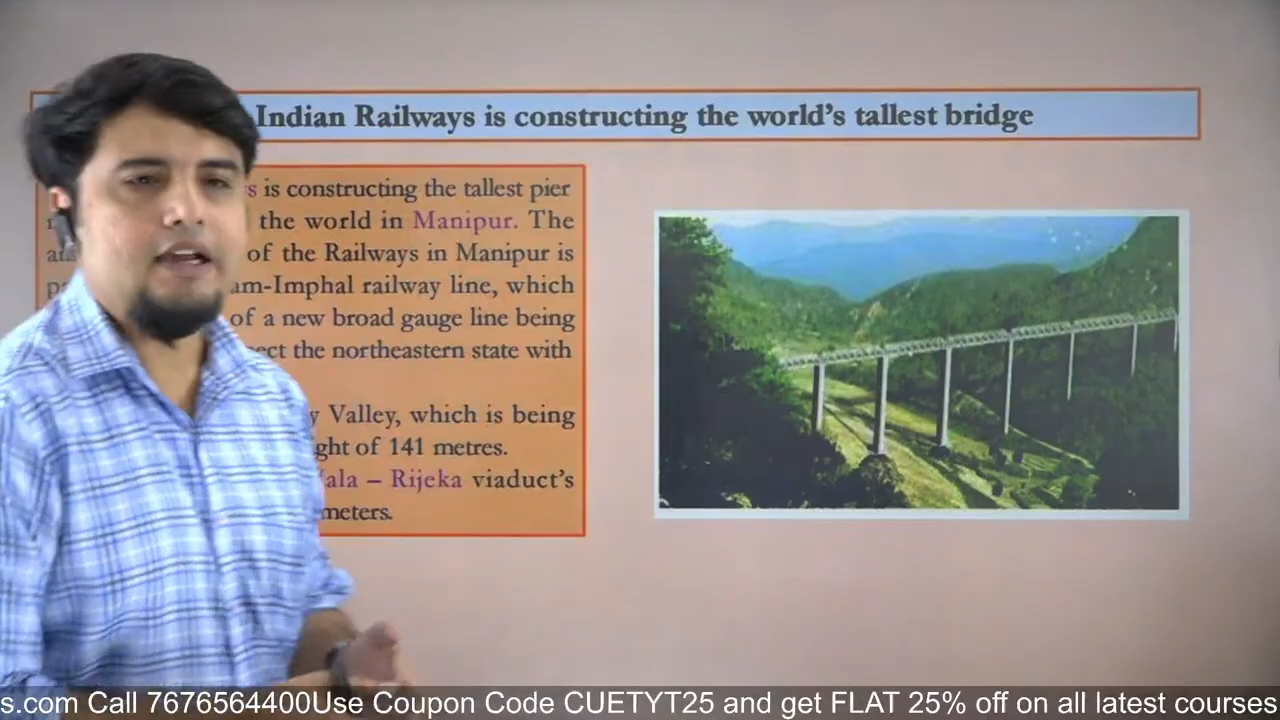 Indian Railways is constructing the world's tallest bridge
is constructing the tallest pier
the world in Manipur. The
of the Railways in Manipur is
am-Imphal railway line, which
of a new broad gauge line being
ect the northeastern state with
y Valley, which is being
ght of 141 metres.
ala – Rijeka viaduct's
meters.
s.com Call 7676564400Use Coupon Code CUETYT25 and get FLAT 25% off on all latest courses